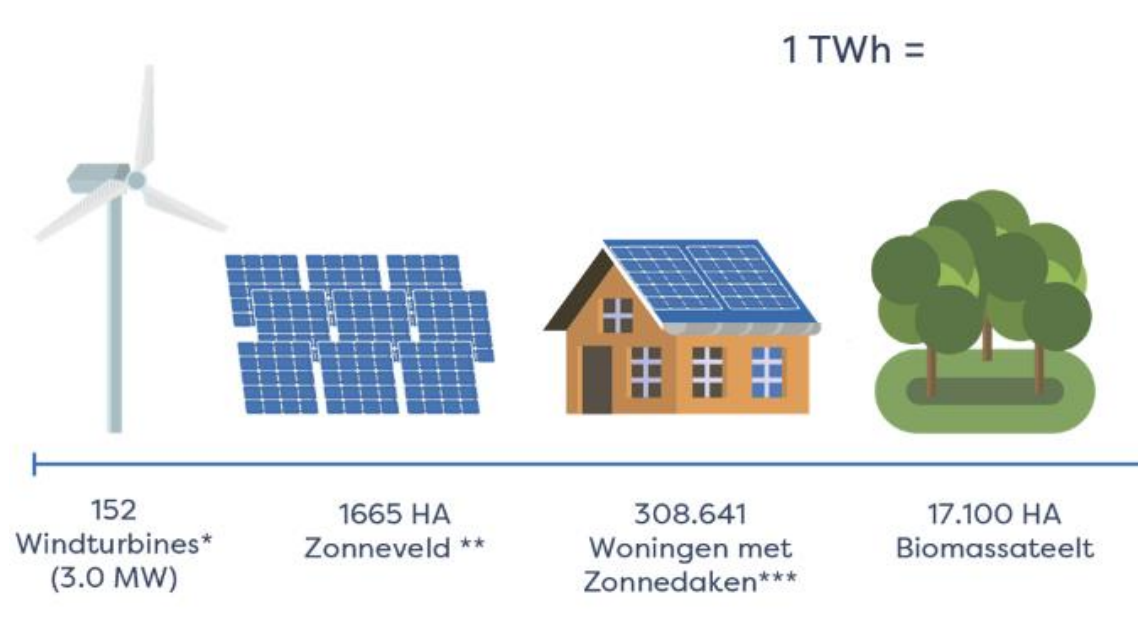 1 TWh =
152
Windturbines*
(3.0 MW)
1665 HA
Zonneveld **
308.641
Woningen met
Zonnedaken***
17.100 HA
Biomassateelt